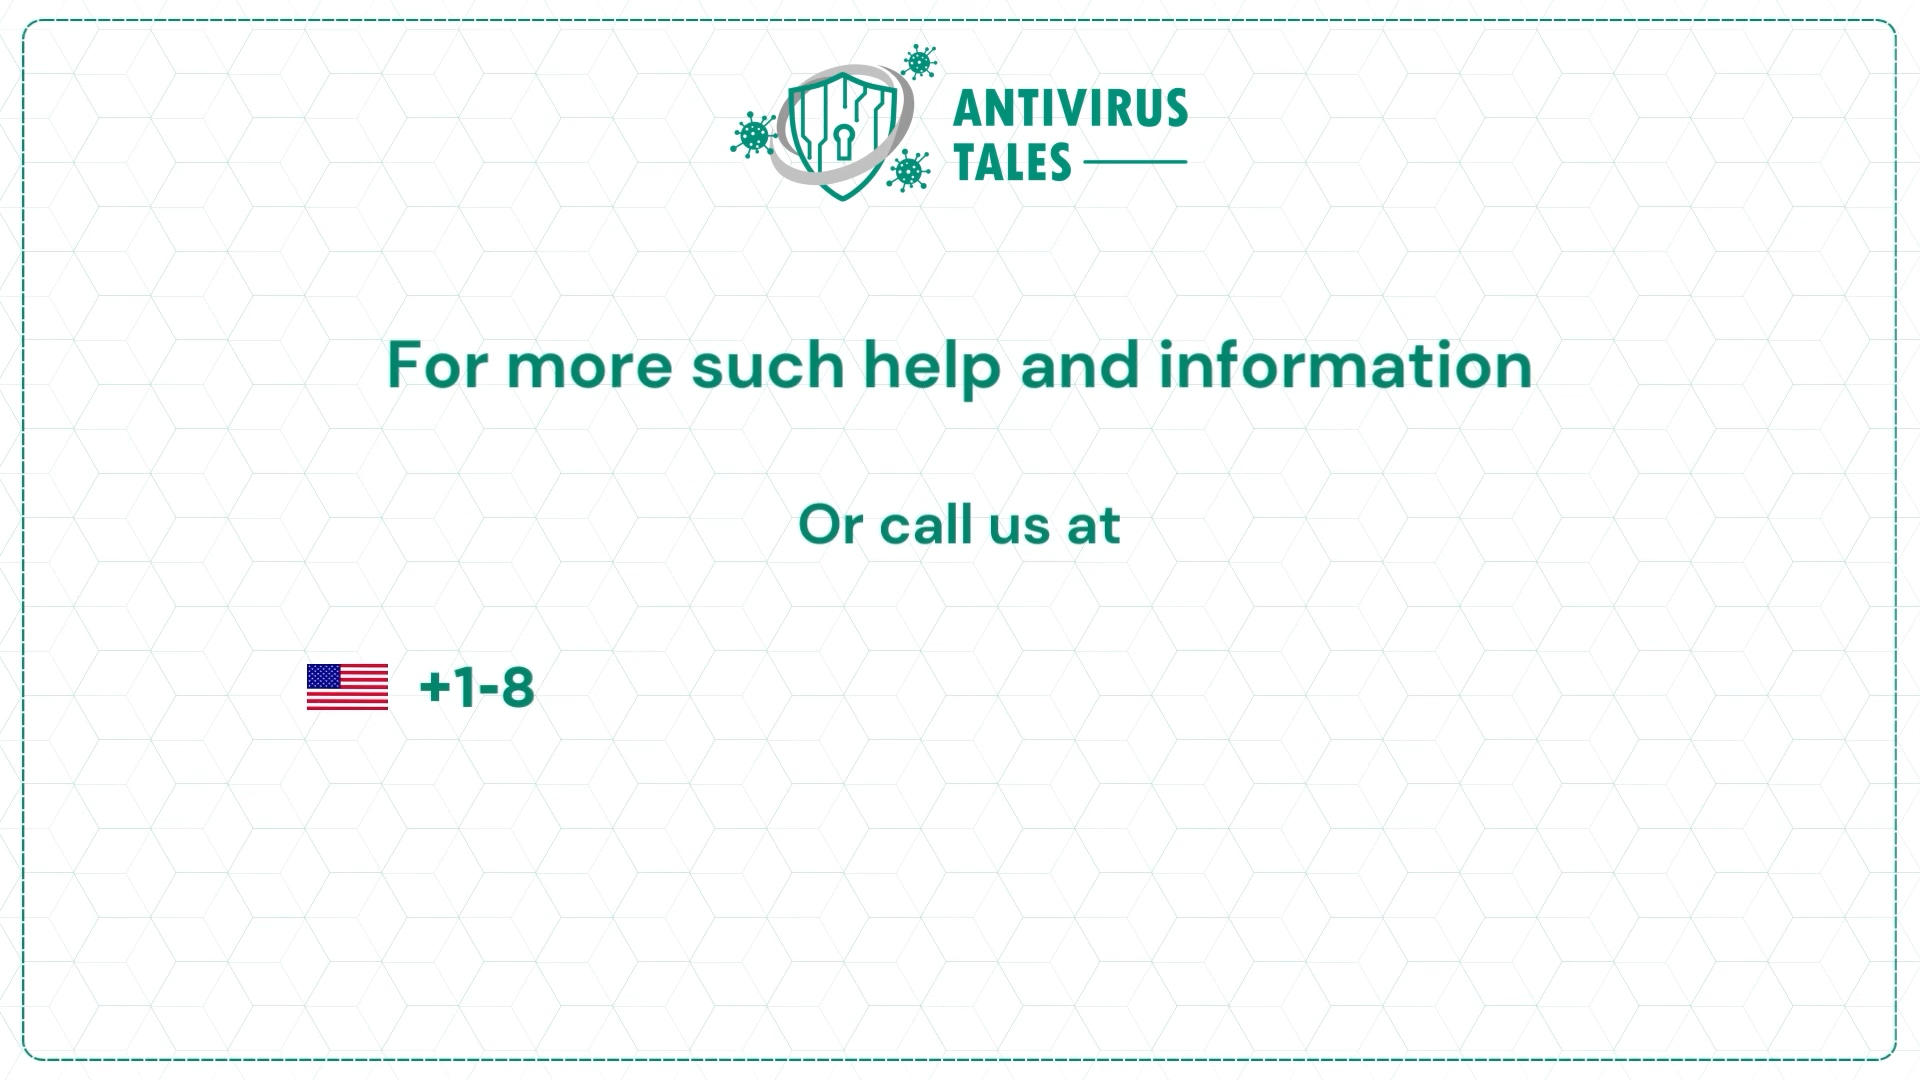 ANTIVIRUS
TALES
For more such help and information
Or call us at
+1-8